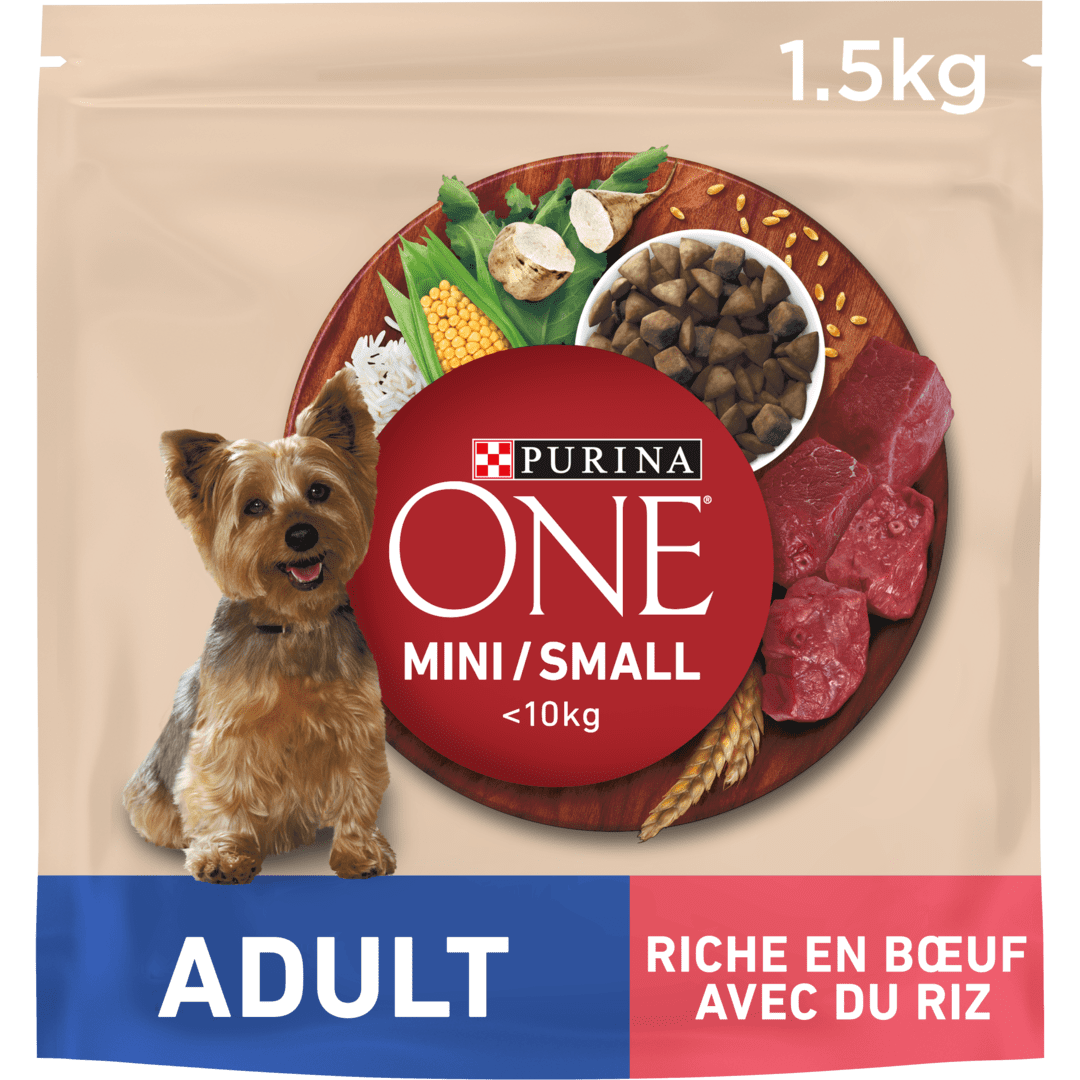 1.5kg
PURINA
ONE®
MINI/SMALL
<10kg
ADULT
RICHE EN BŒUF
AVEC DU RIZ